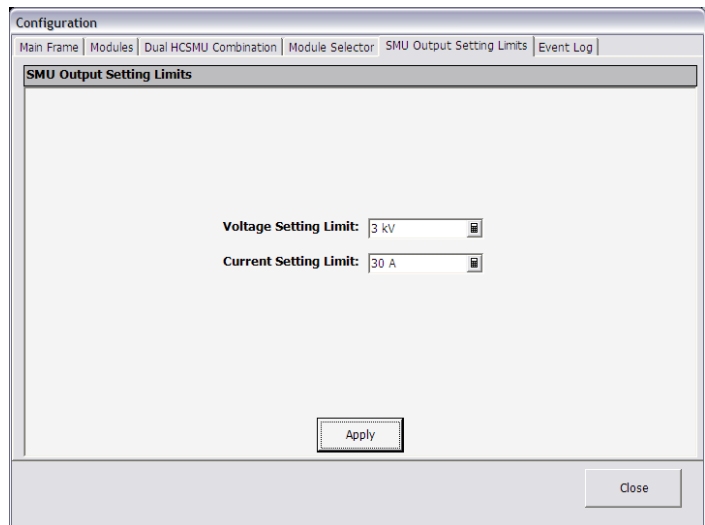 Configuration
Main Frame Modules Dual HCSMU Combination Module Selector SMU Output Setting Limits Event Log
SMU Output Setting Limits
Voltage Setting Limit: 3 kV
Current Setting Limit: 30 A
Apply
Close